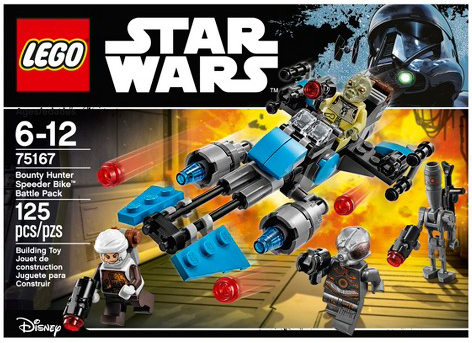 LEGO
STAR
WARS
6-12
75167
Bounty Hunter
Speeder Bike™
Battle Pack
125
pcs/pzs
Building Toy
Jouet de
construction
Juguete para
Construir
Disney